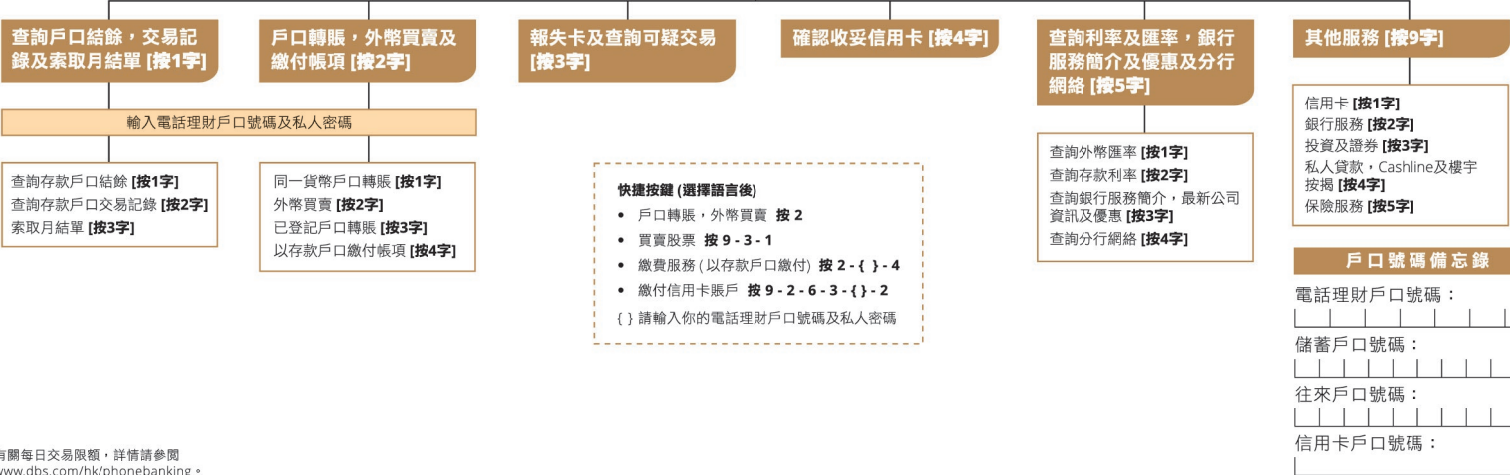 查詢戶口結餘，交易記
錄及索取月結單 [按1字]
戶口轉賬，外幣買賣及
繳付帳項 [按2字]
輸入電話理財戶口號碼及私人密碼
查詢存款戶口結餘 [按1字]
查詢存款戶口交易記錄 [按2字]
索取月結單 [按3字]
同一貨幣戶口轉賬 [按1字]
外幣買賣 [按2字]
已登記戶口轉賬 [按3字]
以存款戶口繳付帳項 [按4字]
報失卡及查詢可疑交易
[按3字]
確認收妥信用卡 [按4字]
快捷按鍵 (選擇語言後)
• 戶口轉賬，外幣買賣 按 2
• 買賣股票 按 9 - 3 - 1
• 繳費服務 ( 以存款戶口繳付) 按 2 - { } - 4
• 繳付信用卡賬戶 按 9 - 2 - 6 - 3 - { } - 2
{ } 請輸入你的電話理財戶口號碼及私人密碼
查詢利率及匯率，銀行
服務簡介及優惠及分行
網絡 [按5字]
查詢外幣匯率 [按1字]
查詢存款利率 [按2字]
查詢銀行服務簡介，最新公司
資訊及優惠 [按3字]
查詢分行網絡 [按4字]
其他服務 [按9字]
信用卡 [按1字]
銀行服務 [按2字]
投資及證券 [按3字]
私人貸款，Cashline及樓宇
按揭 [按4字]
保險服務 [按5字]
戶口號碼備忘錄
電話理財戶口號碼：
儲蓄戶口號碼：
往來戶口號碼：
信用卡戶口號碼：
有關每日交易限額，詳情請參閲
www.dbs.com/hk/phonebanking。